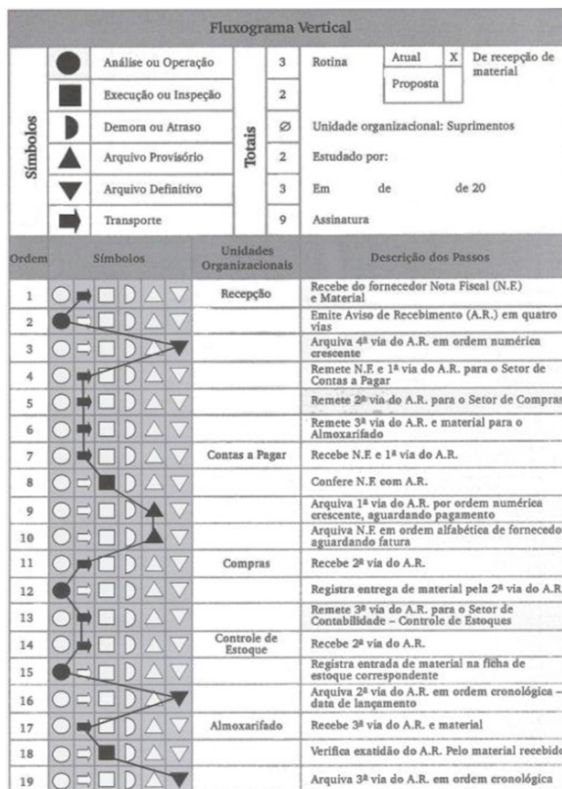 Fluxograma Vertical
Símbolos
Análise ou Operação
Execução ou Inspeção
Demora ou Atraso
Arquivo Provisório
Arquivo Definitivo
Transporte
Totais
3
2
Ø
2
3
9
Rotina
Atual X
Proposta
De recepção de
material
Unidade organizacional: Suprimentos
Estudado por:
Em de de 20
Assinatura
Ordem Símbolos Unidades Organizacionais Descrição dos Passos
1 Recepção Recebe do fornecedor Nota Fiscal (N.F.)
e Material
2 Emite Aviso de Recebimento (A.R.) em quatro
vias
3 Arquiva 4ª via do A.R. em ordem numérica
crescente
4 Remete N.F. e 1ª via do A.R. para o Setor de
Contas a Pagar
5 Remete 2ª via do A.R. para o Setor de Compras
6 Remete 3ª via do A.R. e material para o
Almoxarifado
7 Contas a Pagar Recebe N.F. e 1ª via do A.R.
8 Confere N.F. com A.R.
9 Arquiva 1ª via do A.R. por ordem numérica
crescente, aguardando pagamento
10 Arquiva N.F. em ordem alfabética de fornecedo
aguardando fatura
11 Compras Recebe 2ª via do A.R.
12 Registra entrega de material pela 2ª via do A.R
13 Remete 3ª via do A.R. para o Setor de
Contabilidade – Controle de Estoques
14 Controle de
Estoque Recebe 2ª via do A.R.
15 Registra entrada de material na ficha de
estoque correspondente
16 Arquiva 2ª via do A.R. em ordem cronológica –
data de lançamento
17 Almoxarifado Recebe 3ª via do A.R. e material
18 Verifica exatidão do A.R. Pelo material recebido
19 Arquiva 3ª via do A.R. em ordem cronológica